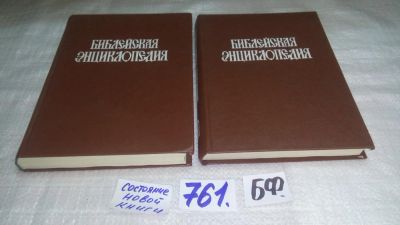 БИБЛЕЙСКАЯ
ЭНЦИКЛОПЕДИЯ
БИБЛЕЙСКАЯ
ЭНЦИКЛОПЕДИЯ
СОСТОЯНИЕ
НОВОЙ
КНИГИ
761.
БФ.